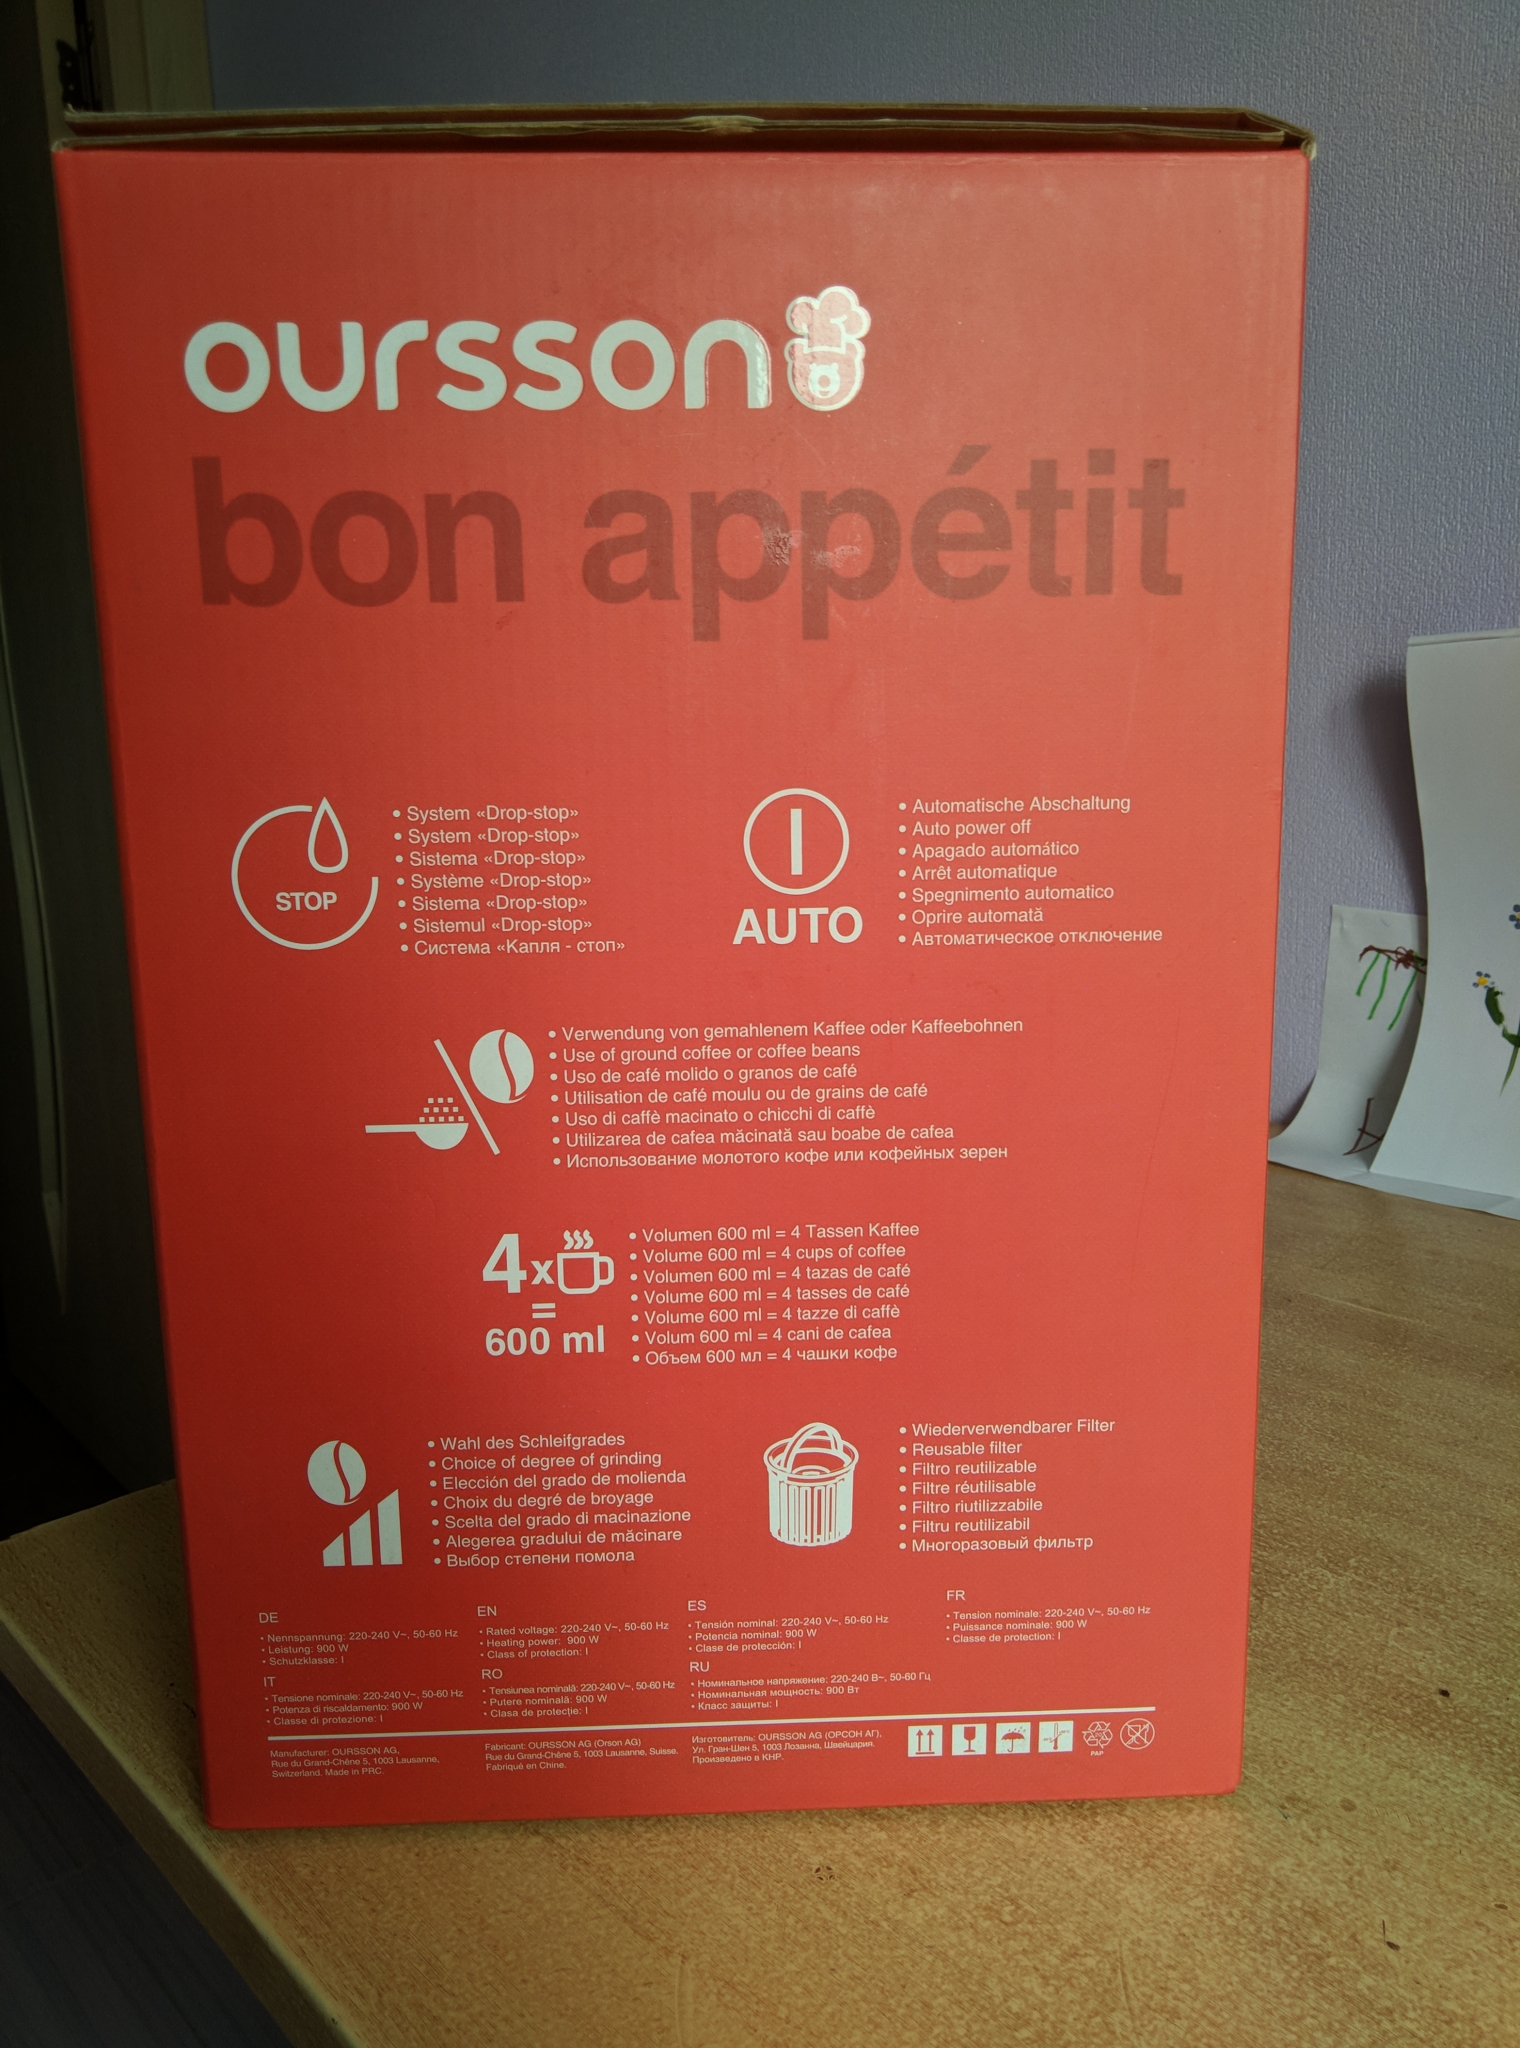 oursson
bon appétit
STOP
• System «Drop-stop»
• System «Drop-stop»
• Sistema «Drop-stop»
• Système «Drop-stop»
• Sistema «Drop-stop»
• Sistemul «Drop-stop»
• Система «Капля - стоп»
AUTO
• Automatische Abschaltung
• Auto power off
• Apagado automático
• Arrêt automatique
• Spegnimento automatico
• Oprire automată
• Автоматическое отключение
• Verwendung von gemahlenem Kaffee oder Kaffeebohnen
• Use of ground coffee or coffee beans
• Uso de café molido o granos de café
• Utilisation de café moulu ou de grains de café
• Uso di caffè macinato o chicchi di caffè
• Utilizarea de cafea măcinată sau boabe de cafea
• Использование молотого кофе или кофейных зерен
4x
=
600 ml
• Volumen 600 ml = 4 Tassen Kaffee
• Volume 600 ml = 4 cups of coffee
• Volumen 600 ml = 4 tazas de café
• Volume 600 ml = 4 tasses de café
• Volume 600 ml = 4 tazze di caffè
• Volum 600 ml = 4 cani de cafea
• Объем 600 мл = 4 чашки кофе
• Wahl des Schleifgrades
• Choice of degree of grinding
• Elección del grado de molienda
• Choix du degré de broyage
• Scelta del grado di macinazione
• Alegerea gradului de măcinare
• Выбор степени помола
• Wiederverwendbarer Filter
• Reusable filter
• Filtro reutilizable
• Filtre réutilisable
• Filtro riutilizzabile
• Filtru reutilizabil
• Многоразовый фильтр
DE
• Nennspannung: 220-240 V~, 50-60 Hz
• Leistung: 900 W
• Schutzklasse: I
EN
• Rated voltage: 220-240 V~, 50-60 Hz
• Heating power: 900 W
• Class of protection: I
ES
• Tensión nominal: 220-240 V~, 50-60 Hz
• Potencia nominal: 900 W
• Clase de protección: I
FR
• Tension nominale: 220-240 V~, 50-60 Hz
• Puissance nominale: 900 W
• Classe de protection: I
IT
• Tensione nominale: 220-240 V~, 50-60 Hz
• Potenza di riscaldamento: 900 W
• Classe di protezione: I
RO
• Tensiunea nominală: 220-240 V~, 50-60 Hz
• Putere nominală: 900 W
• Clasa de protecție: I
RU
• Номинальное напряжение: 220-240 В~, 50-60 Гц
• Номинальная мощность: 900 Вт
• Класс защиты: I
Manufacturer: OURSSON AG,
Rue du Grand-Chêne 5, 1003 Lausanne,
Switzerland. Made in PRC.
Fabricant: OURSSON AG (Orson AG)
Rue du Grand-Chêne 5, 1003 Lausanne, Suisse.
Fabriqué en Chine.
Изготовитель: OURSSON AG (ОРСОН АГ),
Ул. Гран-Шен 5, 1003 Лозанна, Швейцария.
Произведено в КНР.
PAP